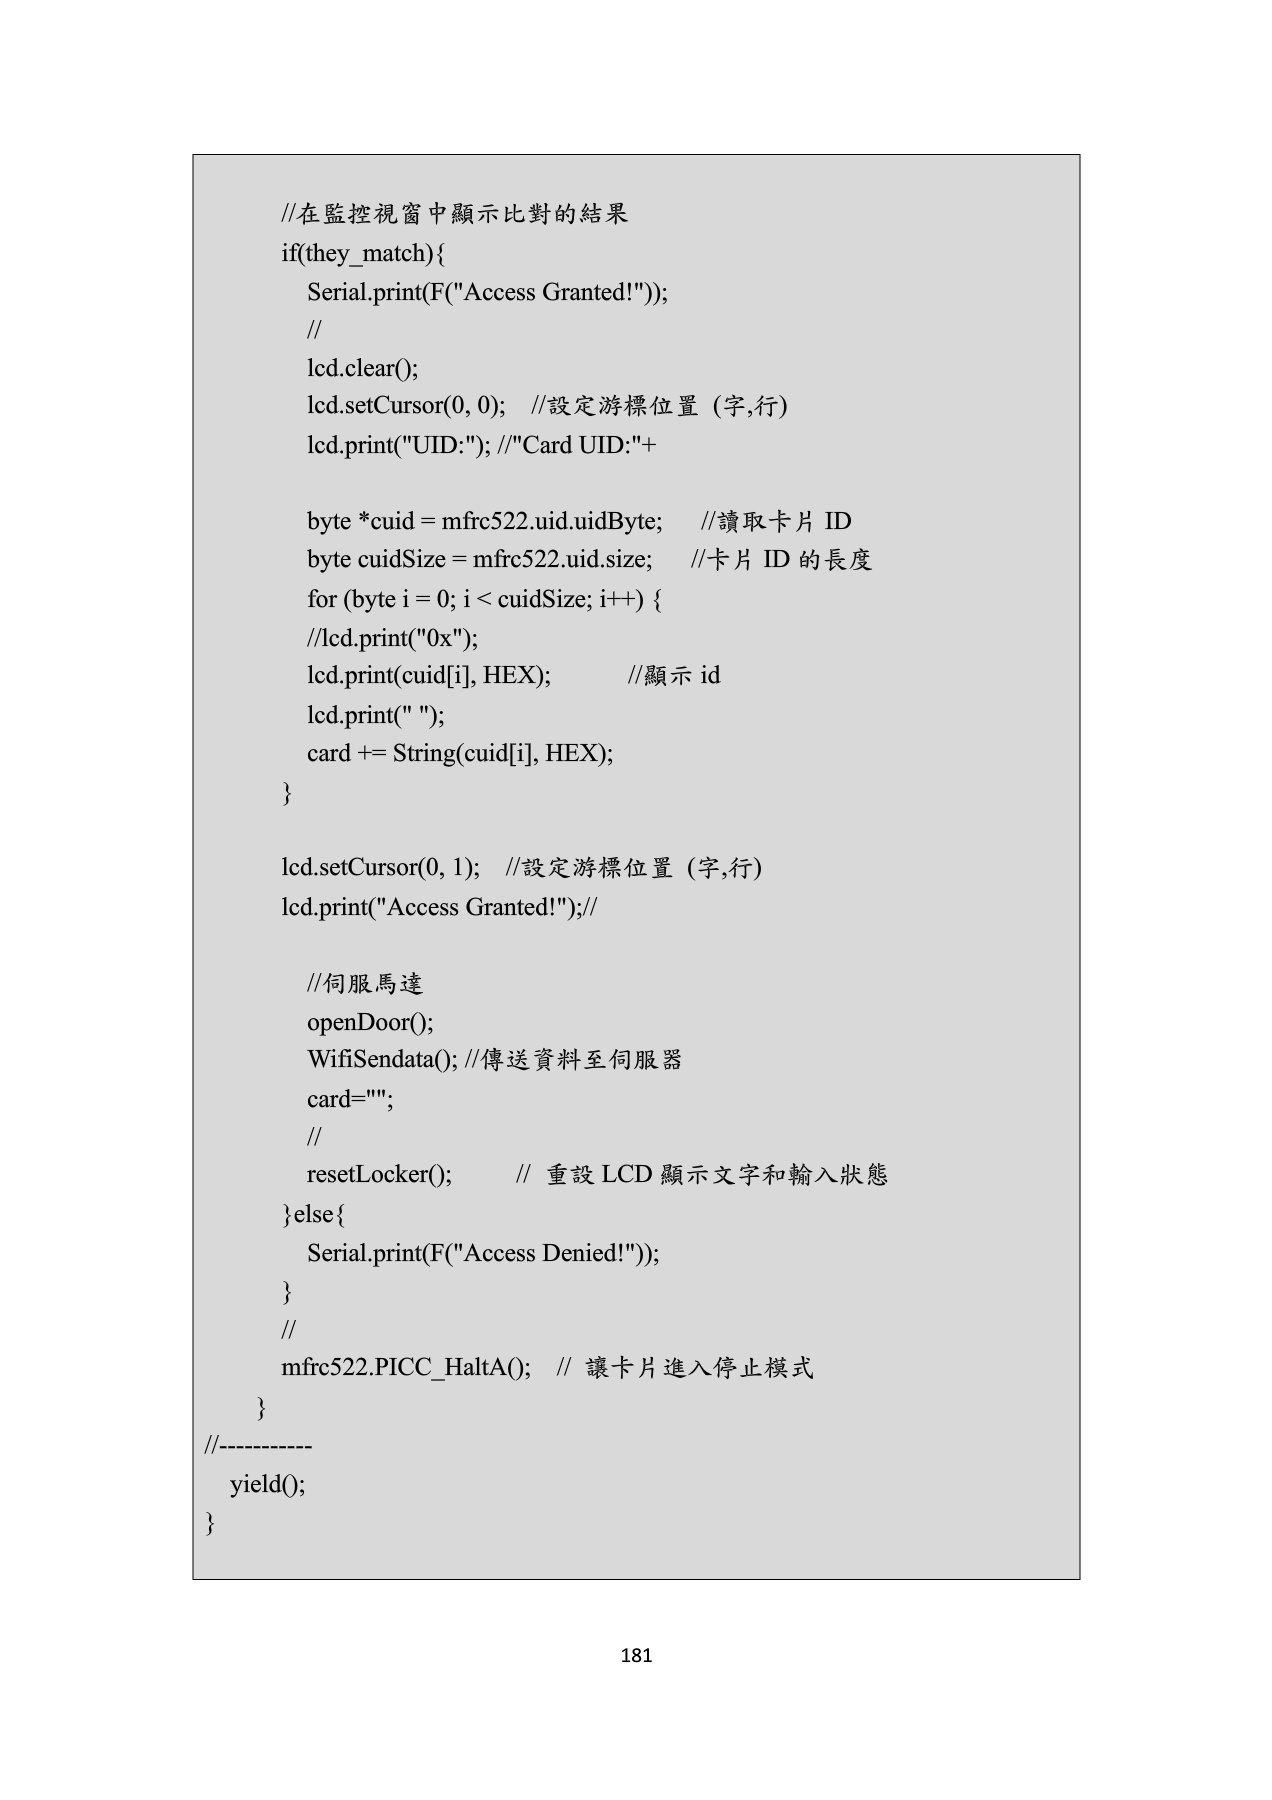 //在監控視窗中顯示比對的結果
if(they_match){
Serial.print(F("Access Granted!"));
//
lcd.clear();
lcd.setCursor(0, 0); //設定游標位置 (字,行)
lcd.print("UID:"); //"Card UID:"+
byte *cuid = mfrc522.uid.uidByte; //讀取卡片 ID
byte cuidSize = mfrc522.uid.size; //卡片 ID 的長度
for (byte i = 0; i < cuidSize; i++) {
//lcd.print("0x");
lcd.print(cuid[i], HEX); //顯示 id
lcd.print(" ");
card += String(cuid[i], HEX);
}
lcd.setCursor(0, 1); //設定游標位置 (字,行)
lcd.print("Access Granted!");//
//伺服馬達
openDoor();
WifiSendata(); //傳送資料至伺服器
card="";
//
resetLocker(); // 重設 LCD 顯示文字和輸入狀態
}else{
Serial.print(F("Access Denied!"));
}
//
mfrc522.PICC_HaltA(); // 讓卡片進入停止模式
}
//-----------
yield();
}
181